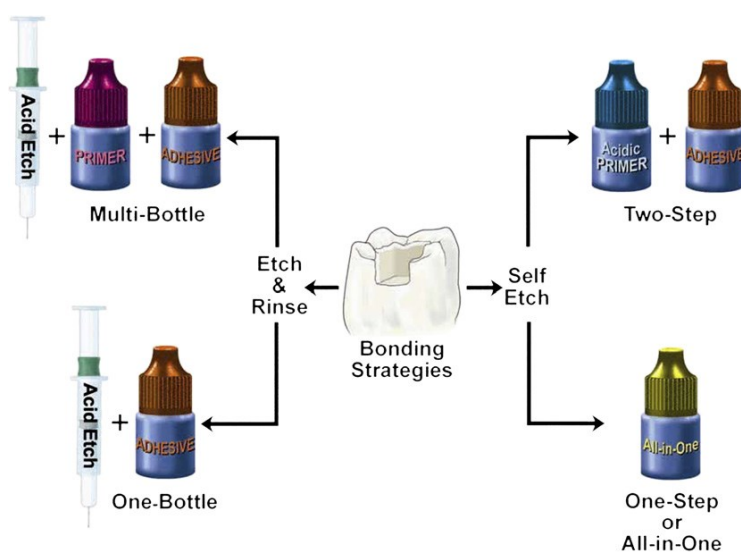 Acid Etch
+
PRIMER
+
ADHESIVE
Multi-Bottle
Acidic
PRIMER
+
ADHESIVE
Two-Step
Etch
&
Rinse
Self
Etch
Bonding
Strategies
Acid Etch
+
ADHESIVE
One-Bottle
All-in-One
One-Step
or
All-in-One